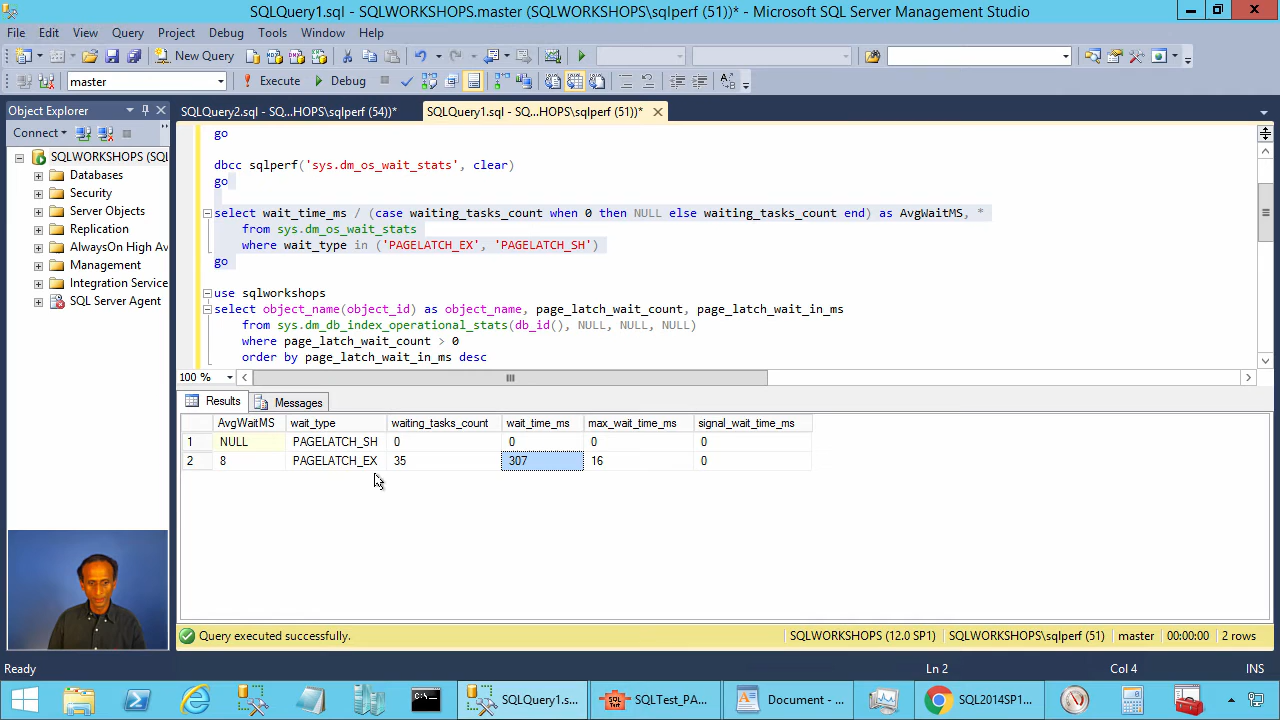 SQLQuery1.sql - SQLWORKSHOPS.master (SQLWORKSHOPS\sqlperf (51))* - Microsoft SQL Server Management Studio
File Edit View Query Project Debug Tools Window Help
New Query
master
Execute
Debug
Object Explorer
SQLQuery2.sql - SQ...HOPS\sqlperf (54))*
SQLQuery1.sql - SQ...HOPS\sqlperf (51))*
Connect
SQLWORKSHOPS (SQL
Databases
Security
Server Objects
Replication
AlwaysOn High Av
Management
Integration Service
SQL Server Agent
go
dbcc sqlperf('sys.dm_os_wait_stats', clear)
go
select wait_time_ms / (case waiting_tasks_count when 0 then NULL else waiting_tasks_count end) as AvgWaitMS, *
from sys.dm_os_wait_stats
where wait_type in ('PAGELATCH_EX', 'PAGELATCH_SH')
go
use sqlworkshops
select object_name(object_id) as object_name, page_latch_wait_count, page_latch_wait_in_ms
from sys.dm_db_index_operational_stats(db_id(), NULL, NULL, NULL)
where page_latch_wait_count > 0
order by page_latch_wait_in_ms desc
100 %
Results Messages
AvgWaitMS wait_type waiting_tasks_count wait_time_ms max_wait_time_ms signal_wait_time_ms
1 NULL PAGELATCH_SH 0 0 0 0
2 8 PAGELATCH_EX 35 307 16 0
Query executed successfully.
SQLWORKSHOPS (12.0 SP1) SQLWORKSHOPS\sqlperf (51) master 00:00:00 2 rows
Ready
Ln 2
Col 4
INS
SQLQuery1.s...
SQLTest_PA...
Document - ...
SQL2014SP1...